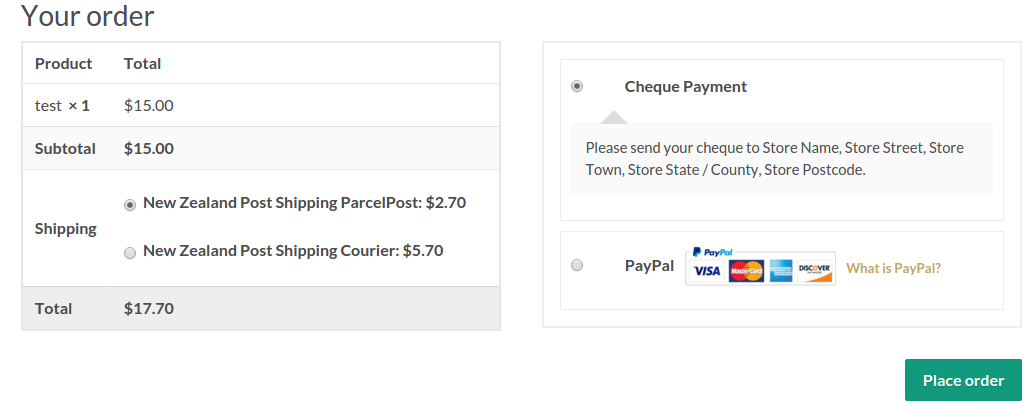 Your order
Product Total
test × 1 $15.00
Subtotal $15.00
Shipping
New Zealand Post Shipping ParcelPost: $2.70
New Zealand Post Shipping Courier: $5.70
Total $17.70
Cheque Payment
Please send your cheque to Store Name, Store Street, Store
Town, Store State / County, Store Postcode.
PayPal
PayPal
VISA MasterCard DISCOVER
What is PayPal?
Place order